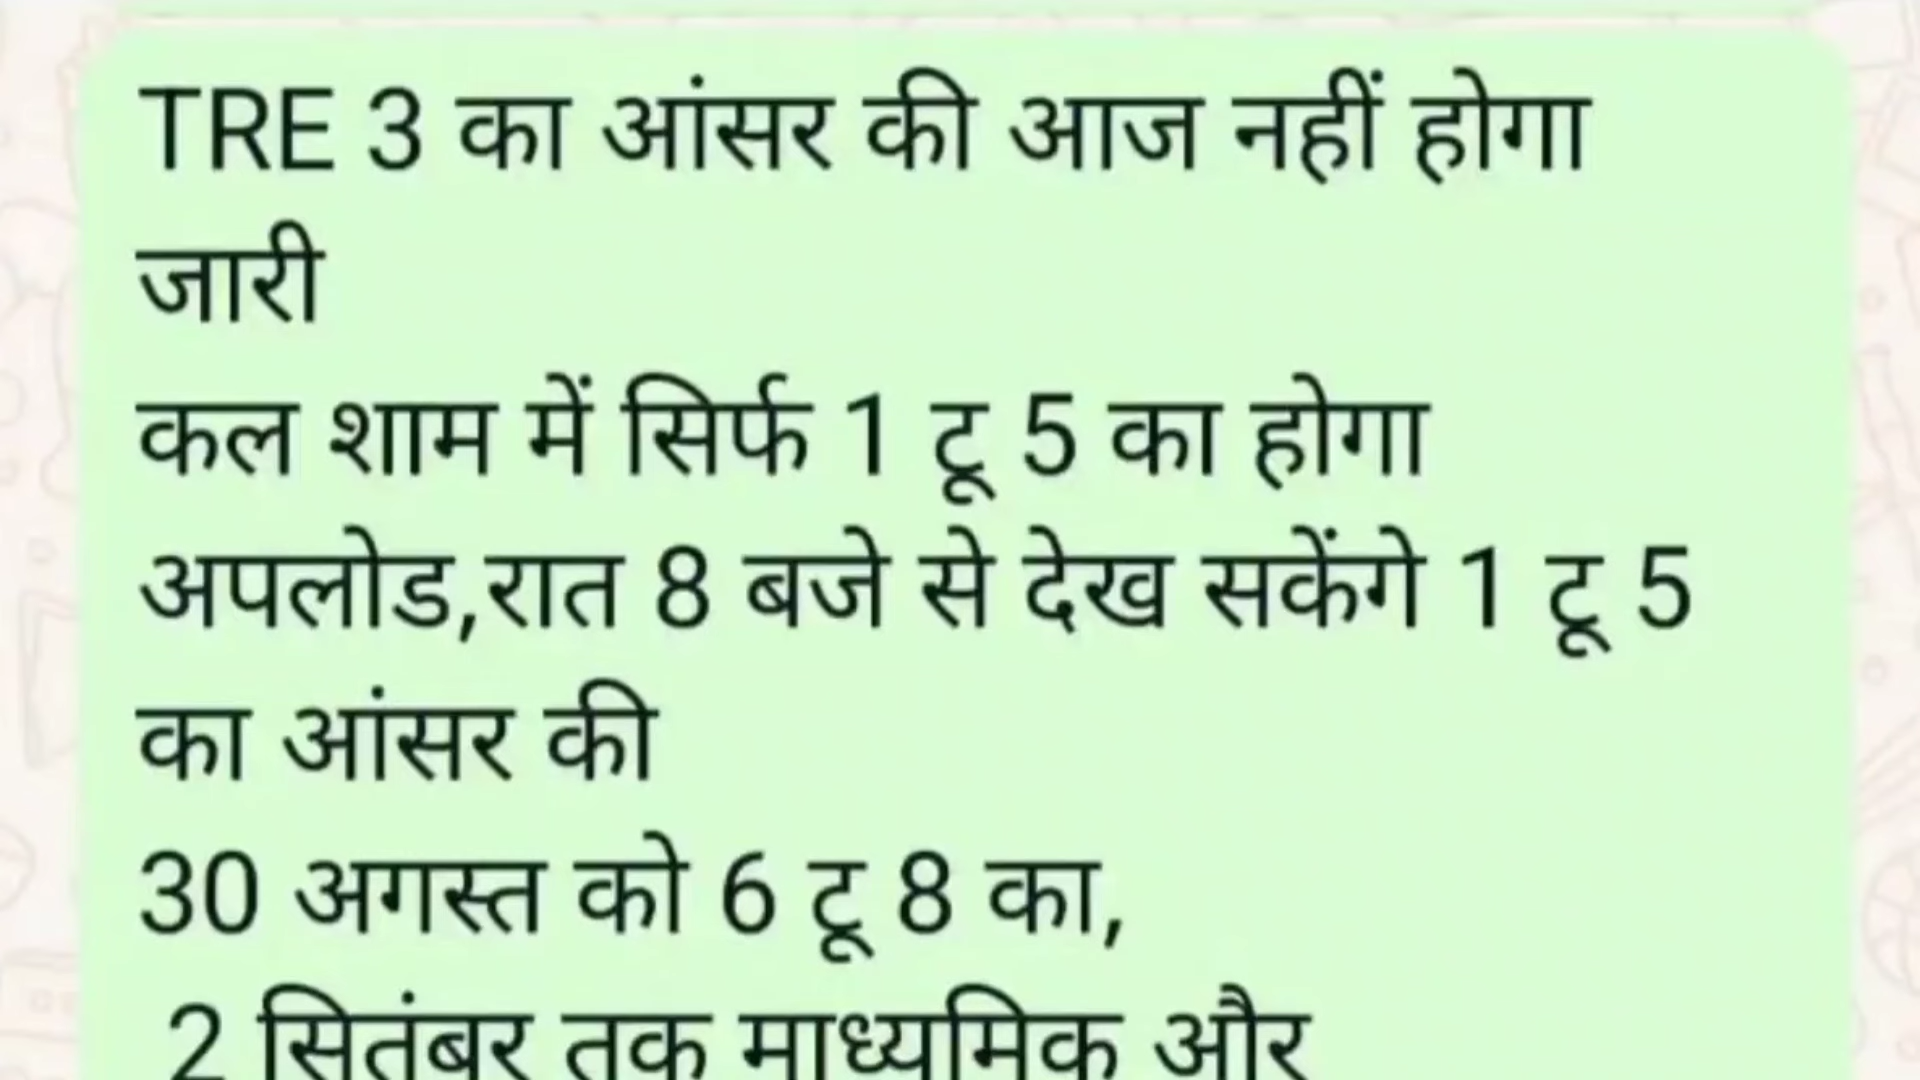 TRE 3 का आंसर की आज नहीं होगा
जारी
कल शाम में सिर्फ 1 टू 5 का होगा
अपलोड,रात 8 बजे से देख सकेंगे 1 टू 5
का आंसर की
30 अगस्त को 6 टू 8 का,
2 सितंबर तक माध्यमिक और